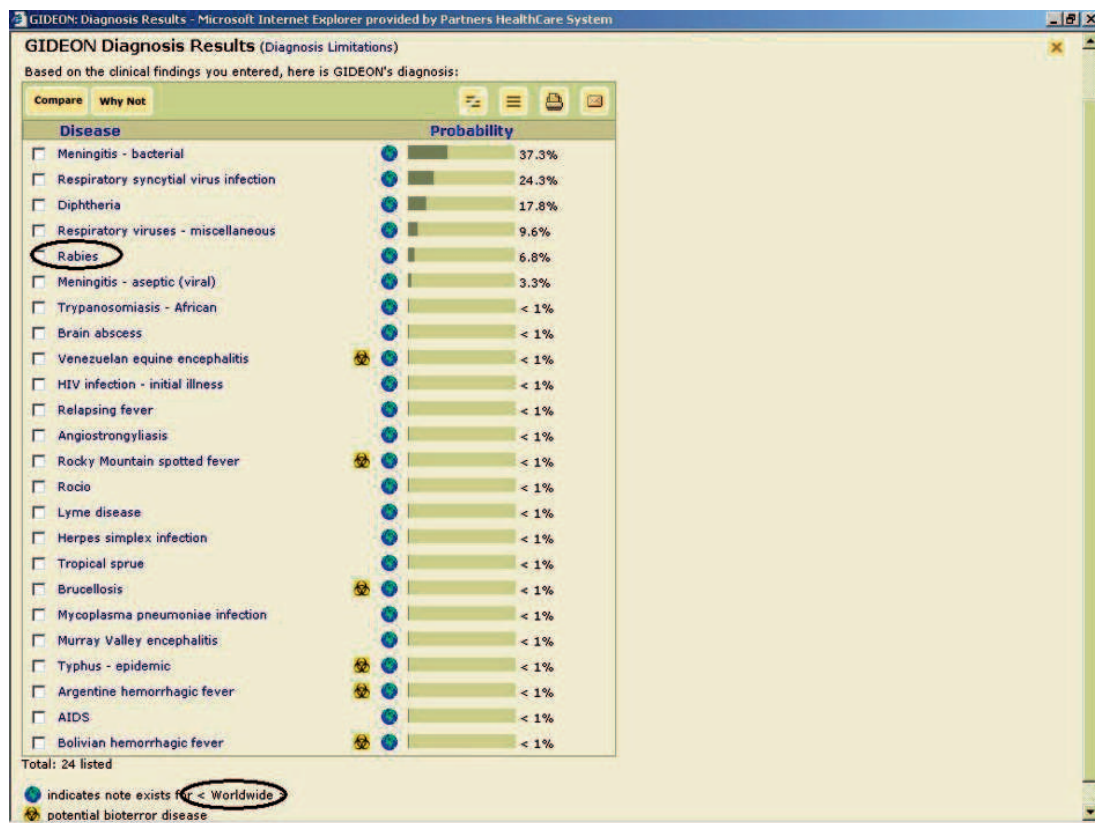 GIDEON: Diagnosis Results - Microsoft Internet Explorer provided by Partners HealthCare System
GIDEON Diagnosis Results (Diagnosis Limitations)
Based on the clinical findings you entered, here is GIDEON's diagnosis:
Compare Why Not
Disease Probability
Meningitis - bacterial 37.3%
Respiratory syncytial virus infection 24.3%
Diphtheria 17.8%
Respiratory viruses - miscellaneous 9.6%
Rabies 6.8%
Meningitis - aseptic (viral) 3.3%
Trypanosomiasis - African < 1%
Brain abscess < 1%
Venezuelan equine encephalitis < 1%
HIV infection - initial illness < 1%
Relapsing fever < 1%
Angiostrongyliasis < 1%
Rocky Mountain spotted fever < 1%
Rocio < 1%
Lyme disease < 1%
Herpes simplex infection < 1%
Tropical sprue < 1%
Brucellosis < 1%
Mycoplasma pneumoniae infection < 1%
Murray Valley encephalitis < 1%
Typhus - epidemic < 1%
Argentine hemorrhagic fever < 1%
AIDS < 1%
Bolivian hemorrhagic fever < 1%
Total: 24 listed
indicates note exists for < Worldwide >
potential bioterror disease